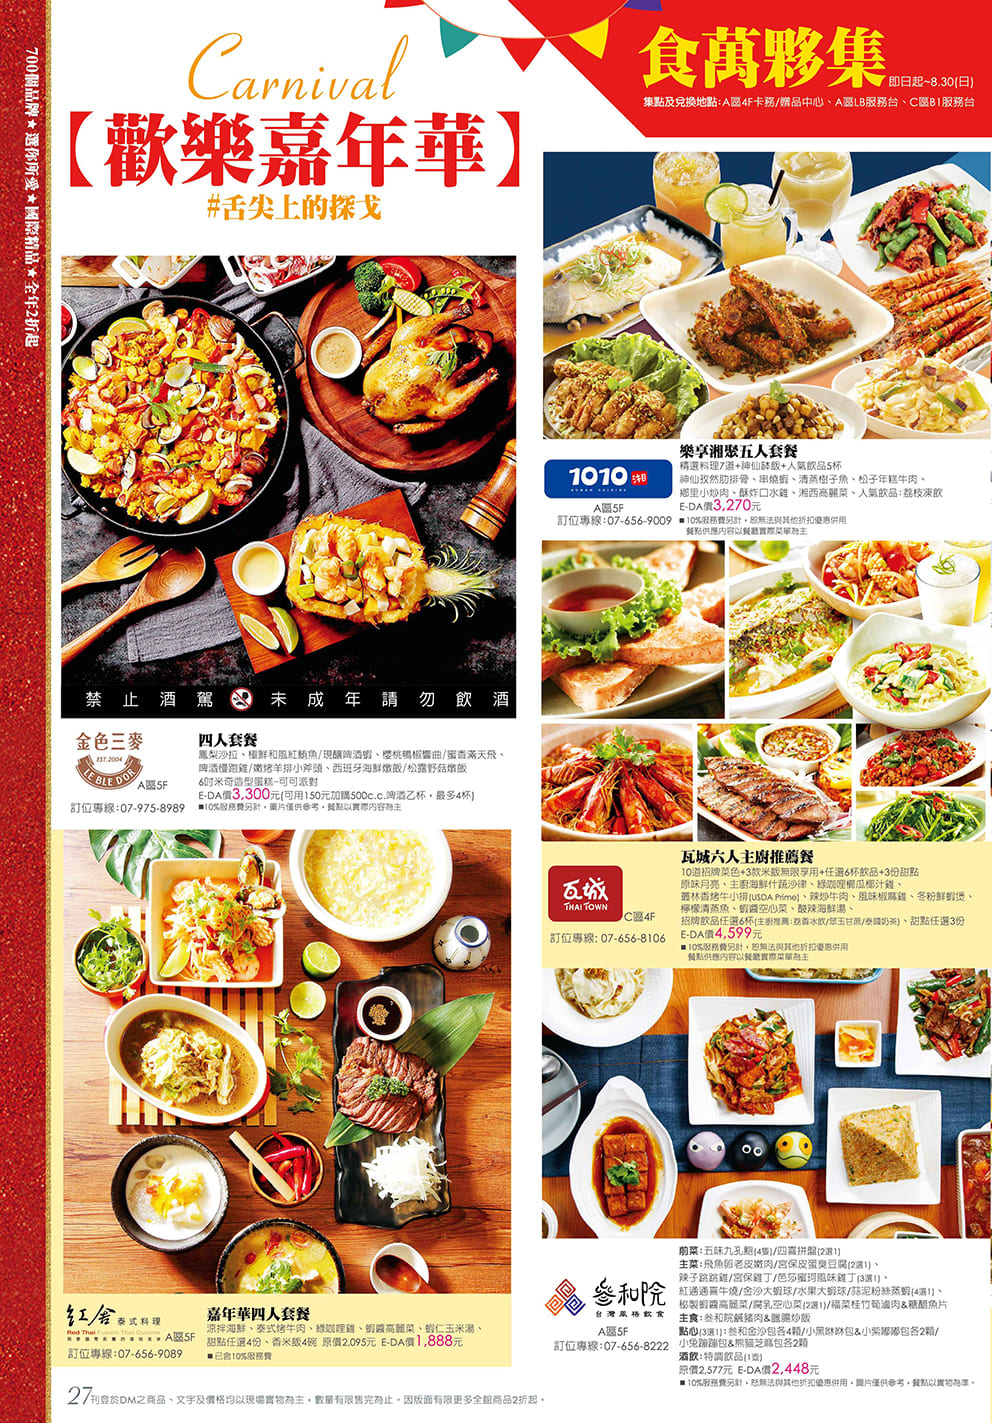 700個品牌★選你所愛★國際精品★全年2折起
Carnival
【歡樂嘉年華】
#舌尖上的探戈
食萬夥集
即日起~8.30(日)
集點及兌換地點:A區4F卡務/贈品中心、A區LB服務台、C區B1服務台
禁止酒駕 未成年請勿飲酒
金色三麥
EST.2004
LE BLE D'OR
A區5F
訂位專線:07-975-8989
四人套餐
鳳梨沙拉、極鮮和風紅鮪魚/現釀啤酒蝦、櫻桃鴨椒響曲/蜜香滿天飛、
啤酒慢跑雞/嫩烤羊排小斧頭、西班牙海鮮燉飯/松露野菇燉飯
6吋米奇造型蛋糕-可可派對
E-DA價3,300元(可用150元加購500c.c.啤酒乙杯，最多4杯)
■10%服務費另計，圖片僅供參考，餐點以實際內容為主
1010湘
HUNAN CUISINE
A區5F
訂位專線:07-656-9009
樂享湘聚五人套餐
精選料理7道+神仙缽飯+人氣飲品5杯
神仙孜然肋排骨、串燒蝦、清蒸樹子魚、松子年糕牛肉、
鄉里小炒肉、酥炸口水雞、湘西高麗菜、人氣飲品:荔枝凍飲
E-DA價3,270元
■10%服務費另計，恕無法與其他折扣優惠併用
餐點供應內容以餐廳實際菜單為主
瓦城
THAI TOWN
C區4F
訂位專線: 07-656-8106
瓦城六人主廚推薦餐
10道招牌菜色+3款米飯無限享用+任選6杯飲品+3份甜點
原味月亮、主廚海鮮什蔬沙律、綠咖哩櫛瓜椰汁雞、
叢林香烤牛小排(USDA Prime)、辣炒牛肉、風味椒麻雞、冬粉鮮蝦煲、
檸檬清蒸魚、蝦醬空心菜、酸辣海鮮湯、
招牌飲品任選6杯(主廚推薦:荔香冰飲/翠玉甘蔗/泰國奶茶)、甜點任選3份
E-DA價4,599元
■10%服務費另計，恕無法與其他折扣優惠併用
餐點供應內容以餐廳實際菜單為主
紅舍 泰式料理
Red Thai Fusion Thai Cuisine
A區5F
訂位專線:07-656-9089
嘉年華四人套餐
涼拌海鮮、泰式烤牛肉、綠咖哩雞、蝦醬高麗菜、蝦仁玉米湯、
甜點任選4份、香米飯4碗 原價2,095元 E-DA價1,888元
■已含10%服務費
叁和院
台灣風格飲食
A區5F
訂位專線:07-656-8222
前菜:五味九孔鮑(4隻)/四喜拼盤(2選1)
主菜:飛魚卵老皮嫩肉/宮保皮蛋臭豆腐(2選1)、
辣子跳跳雞/宮保雞丁/芭莎蜜珂風味雞丁(3選1)、
紅通通喜牛燒/金沙大蝦球/水果大蝦球/蒜泥粉絲蒸蝦(4選1)、
秘製蝦醬高麗菜/腐乳空心菜(2選1)/福菜桂竹筍滷肉&糖醋魚片
主食:叁和院鹹豬肉&臘腸炒飯
點心(3選1):叁和金沙包各4顆/小黑咻咻包&小紫嘟嘟包各2顆/
小兔蹦蹦包&熊貓芝麻包各2顆
酒飲:特調飲品(1壺)
原價2,577元 E-DA價2,448元
■10%服務費另計，恕無法與其他折扣優惠併用，圖片僅供參考，餐點以實物為準。
27刊登於DM之商品、文字及價格均以現場實物為主，數量有限售完為止。因版面有限更多全館商品2折起。